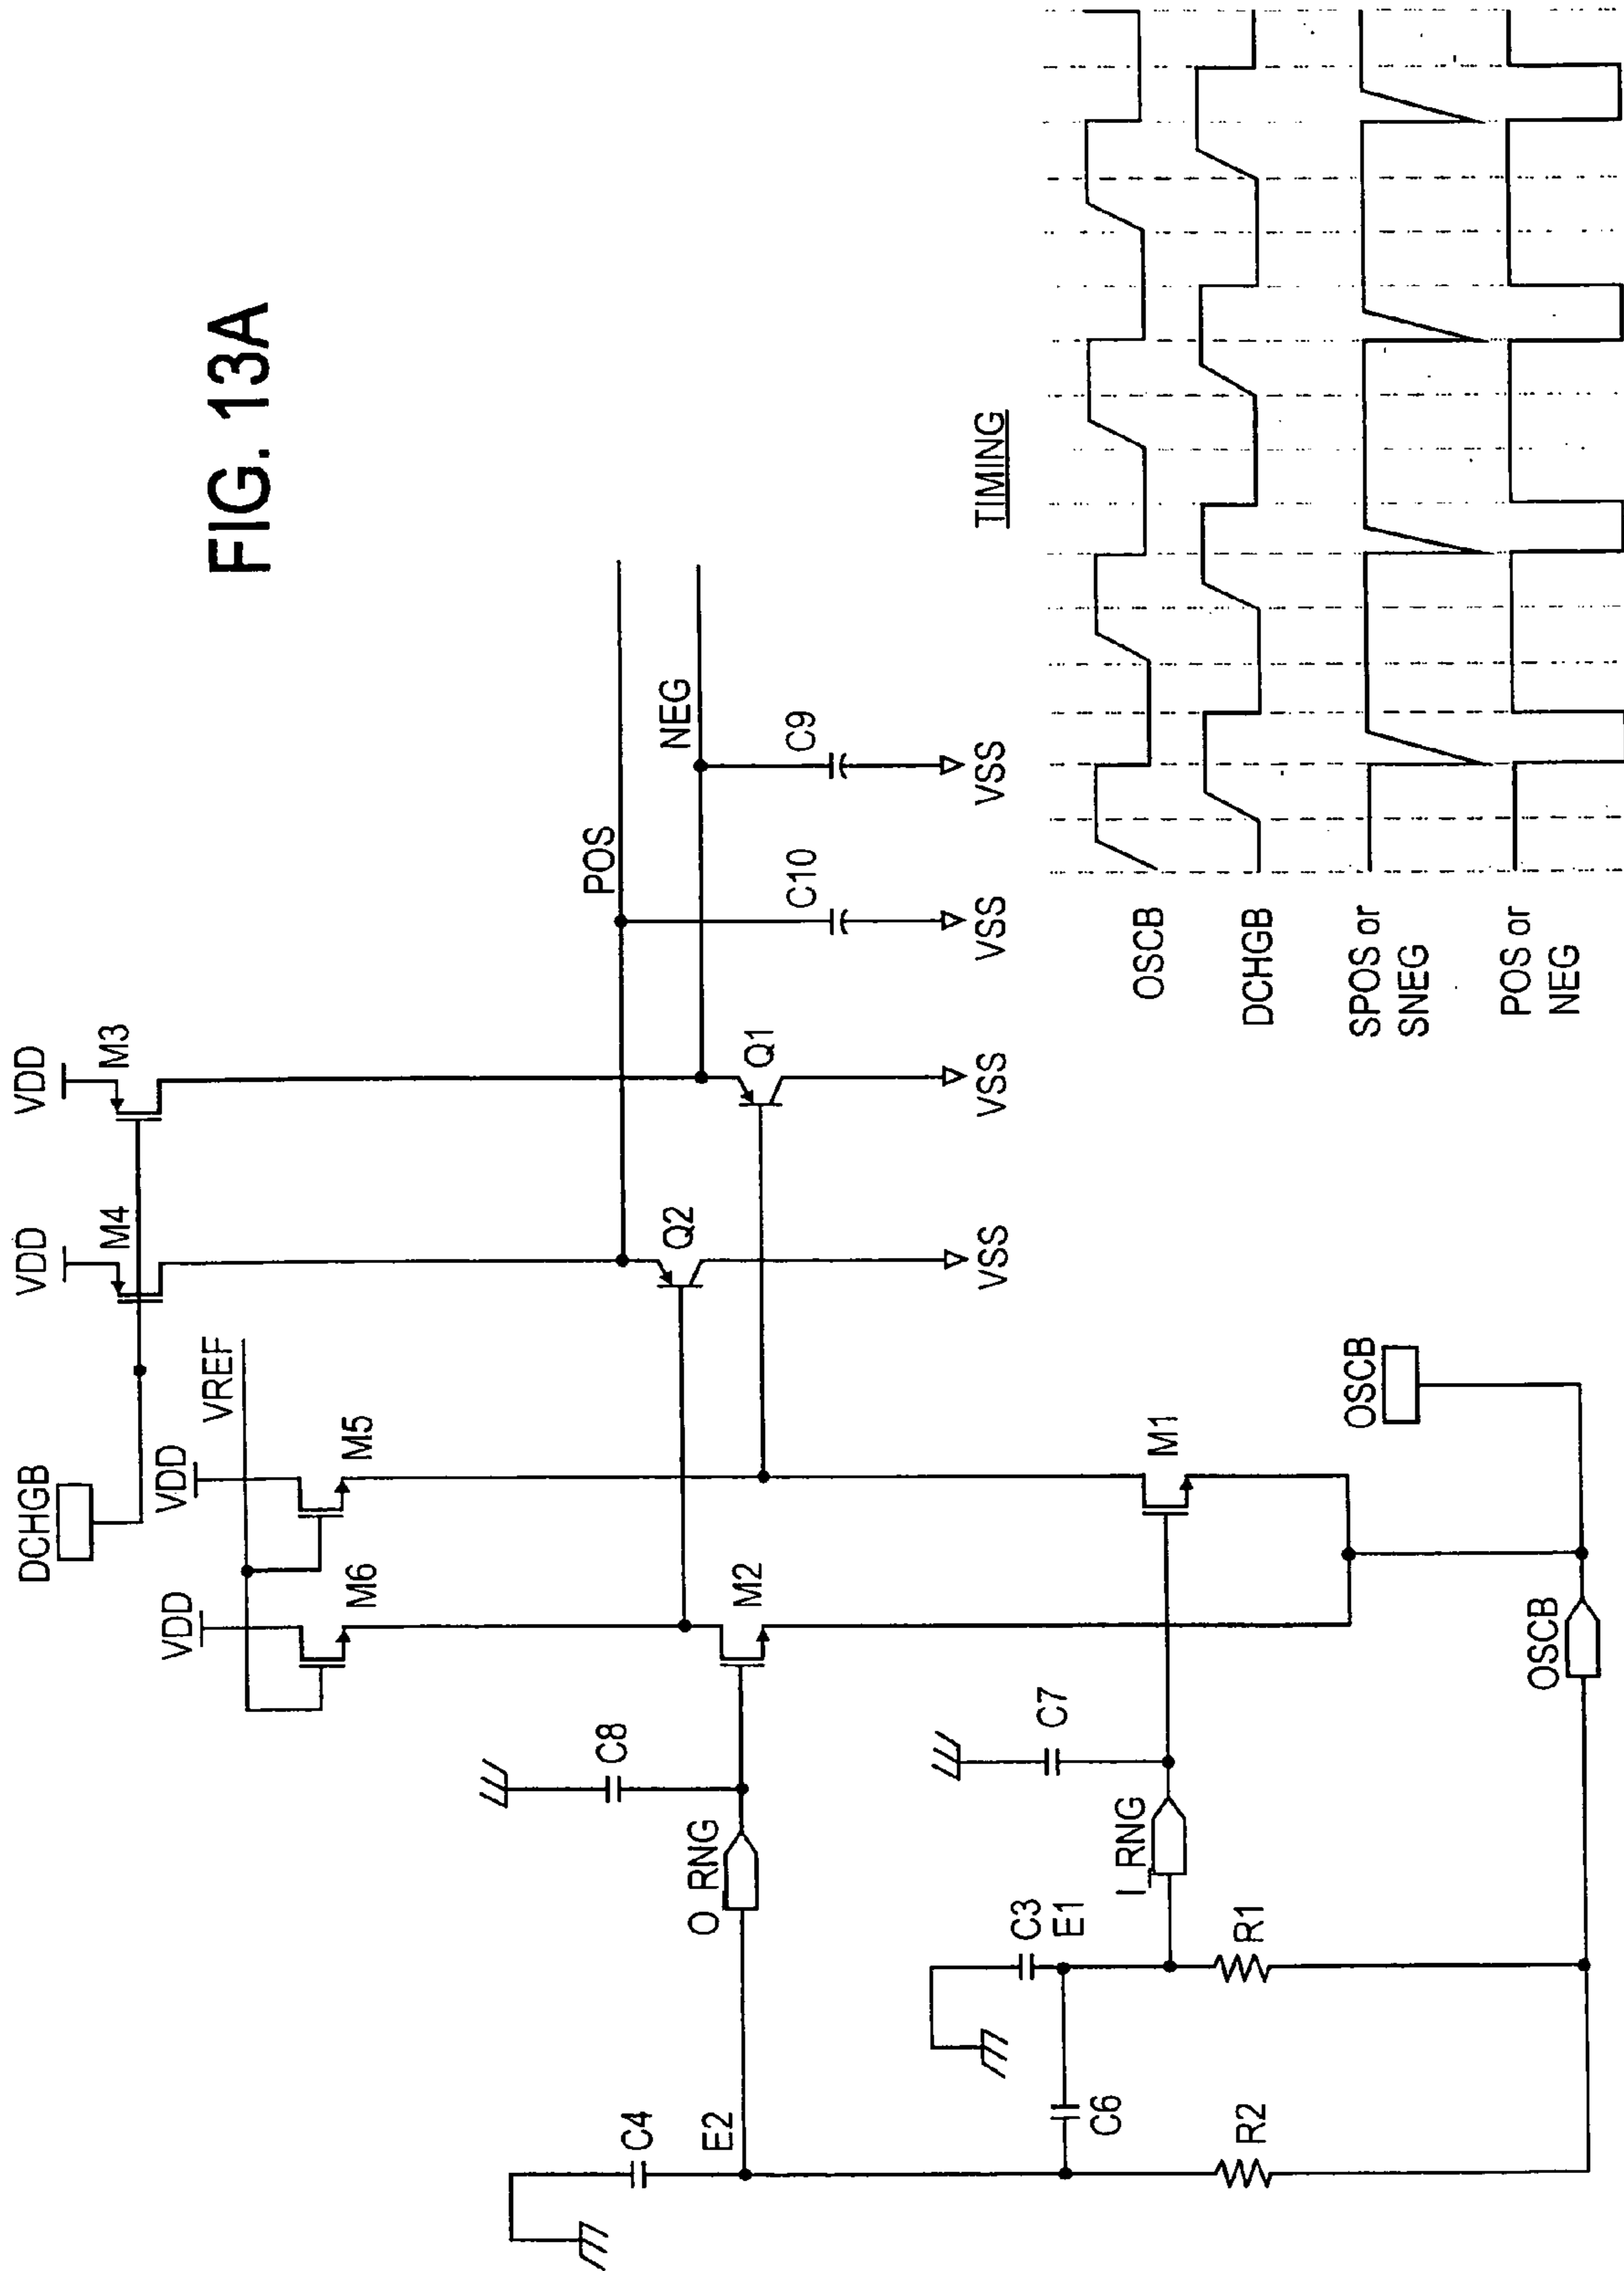 FIG. 13A
DCHGB
VDD
VDD
M4
M3
VDD
VDD
VREF
M6
M5
POS
NEG
Q2
Q1
C10
C9
VSS
VSS
VSS
VSS
C4
E2
O_RNG
C8
M2
C3
E1
C6
I_RNG
C7
M1
R2
R1
OSCB
OSCB
TIMING
OSCB
DCHGB
SPOS or
SNEG
POS or
NEG